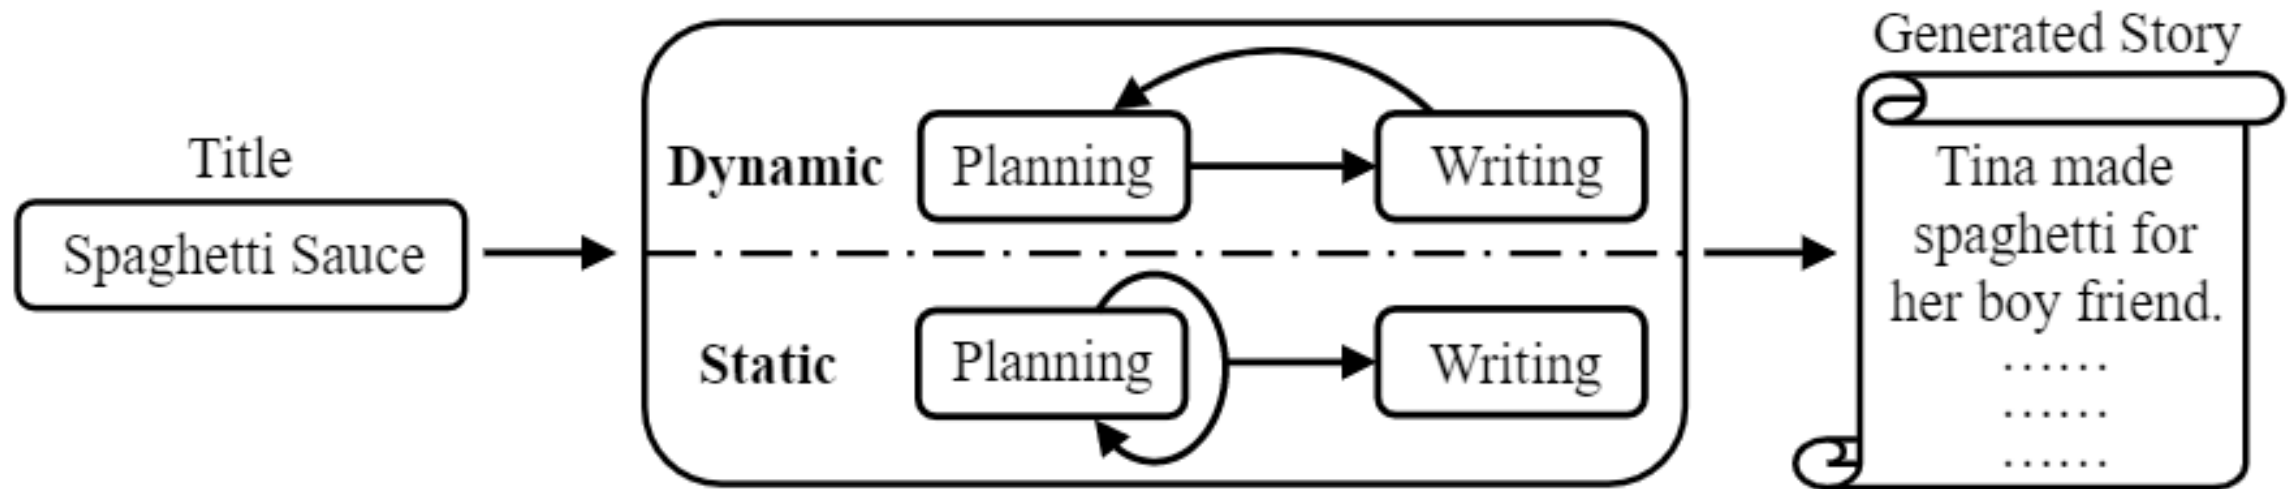 Title
Spaghetti Sauce
Dynamic
Planning
Writing
Static
Planning
Writing
Generated Story
Tina made
spaghetti for
her boy friend.
......
......
......